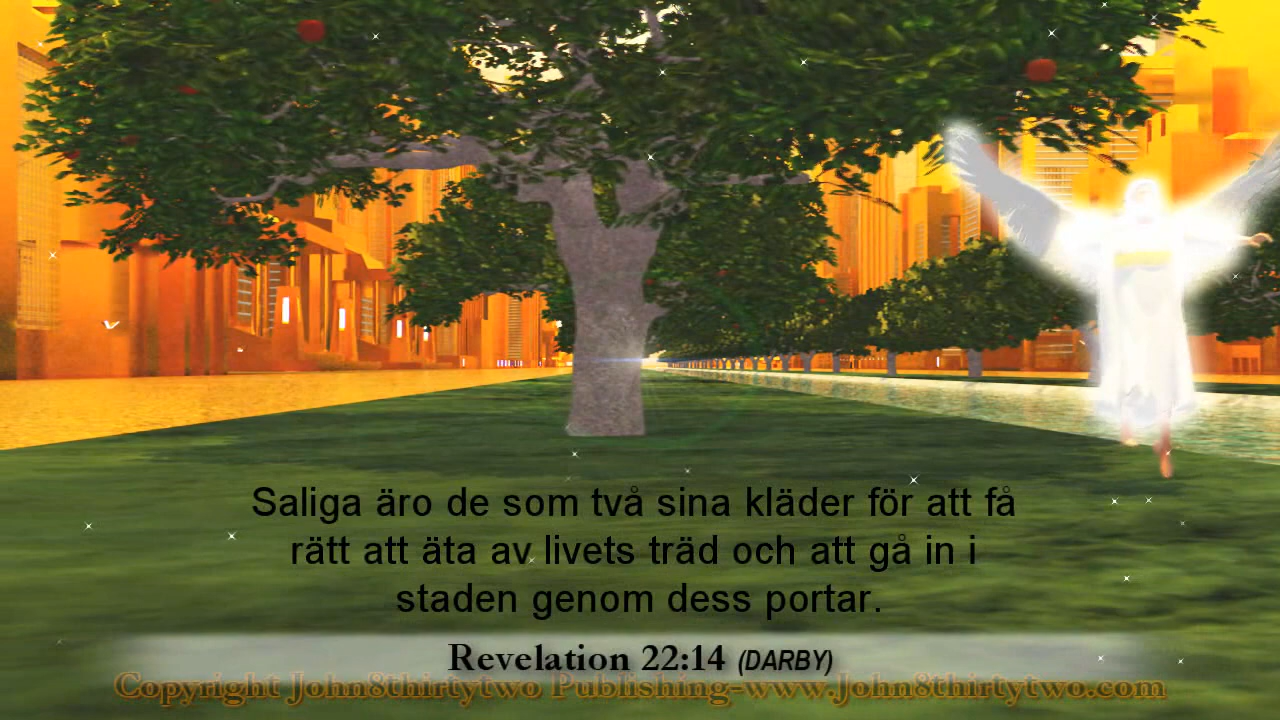 Saliga äro de som två sina kläder för att få
rätt att äta av livets träd och att gå in i
staden genom dess portar.
Revelation 22:14 (DARBY)
Copyright John8thirtytwo Publishing-www.John8thirtytwo.com